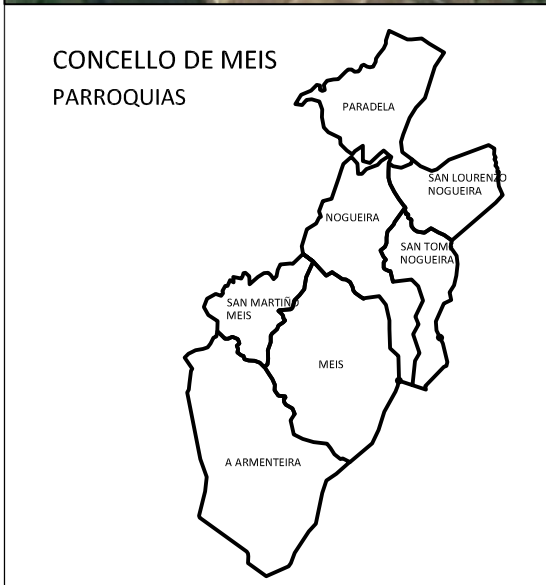 CONCELLO DE MEIS
PARROQUIAS
PARADELA
SAN LOURENZO
NOGUEIRA
NOGUEIRA
SAN TOM
NOGUEIRA
SAN MARTIÑO
MEIS
MEIS
A ARMENTEIRA